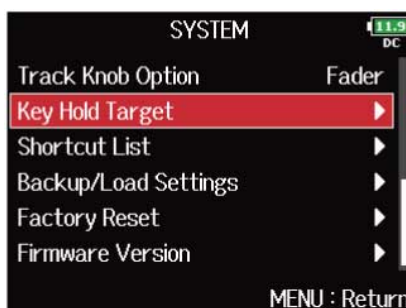 SYSTEM
11.9
DC
Track Knob Option Fader
Key Hold Target
Shortcut List
Backup/Load Settings
Factory Reset
Firmware Version
MENU : Return